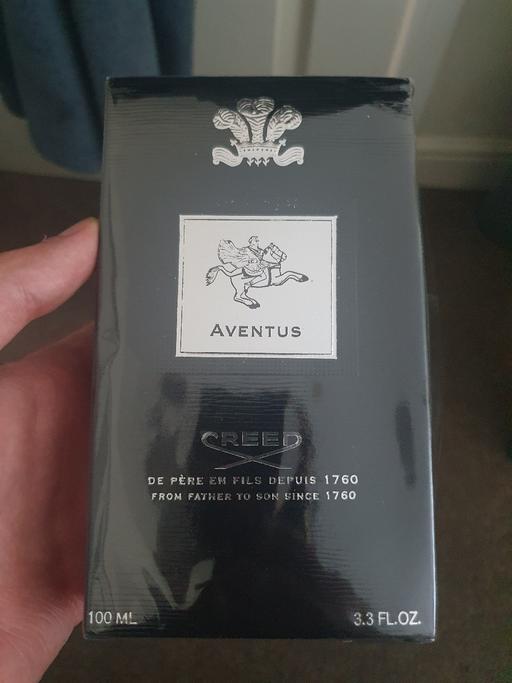 AVENTUS
CREED
DE PÈRE EN FILS DEPUIS 1760
FROM FATHER TO SON SINCE 1760
100 ML
3.3 FL.OZ.